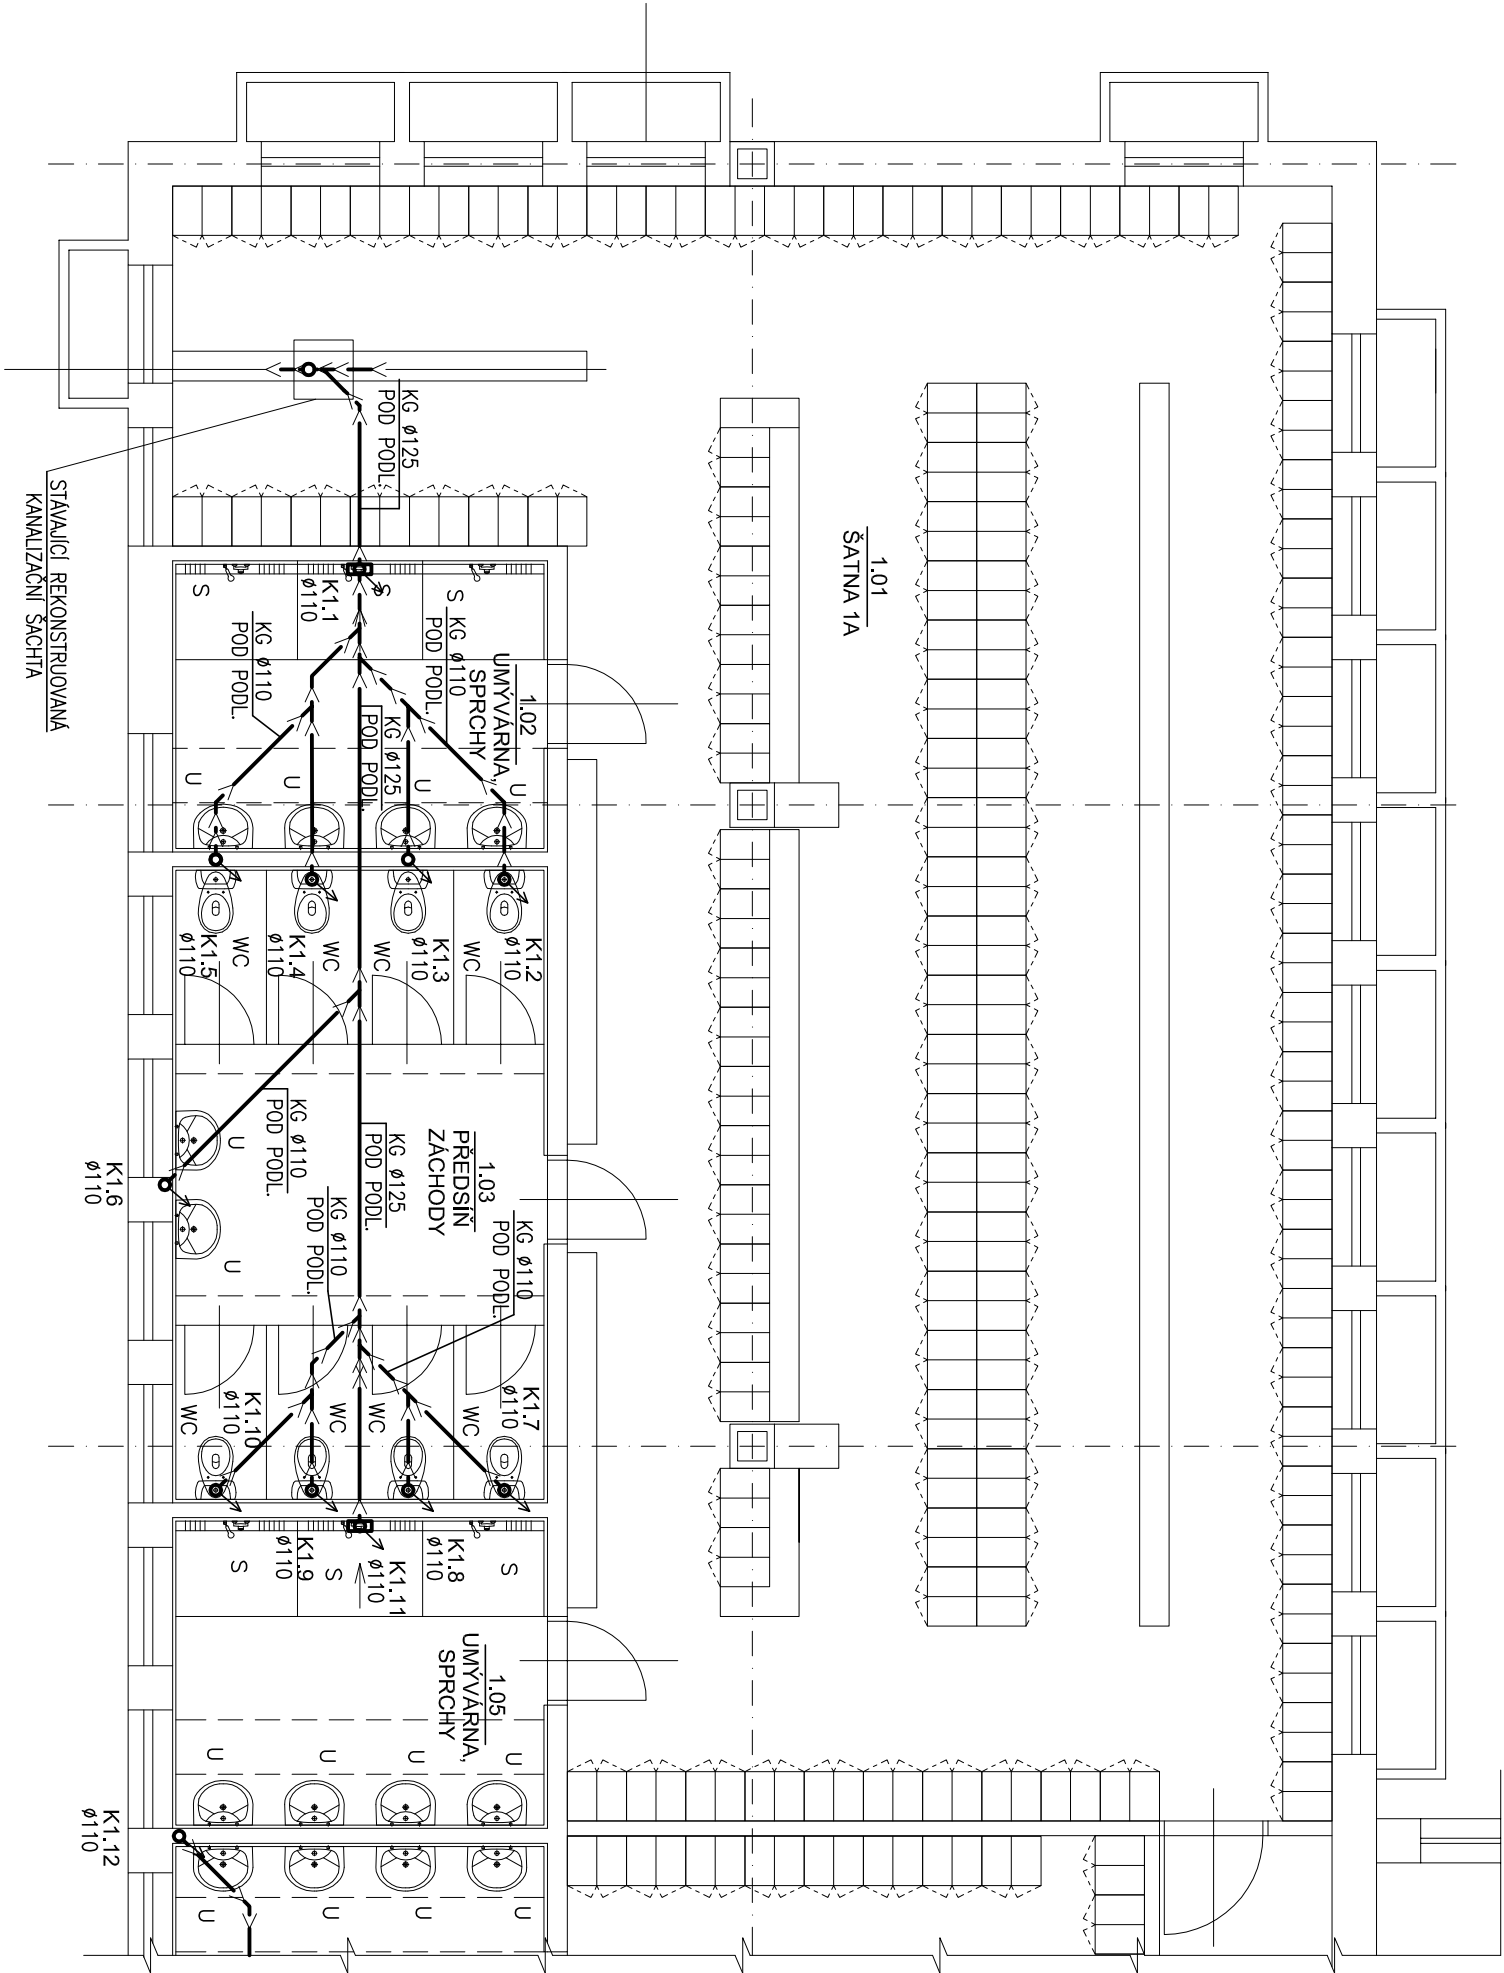 1.01
ŠATNA 1A
KG ø125
POD PODL.
STÁVAJÍCÍ REKONSTRUOVANÁ
KANALIZAČNÍ ŠACHTA
S
S
S
K1.1
ø110
KG ø110
POD PODL.
KG ø110
POD PODL.
1.02
UMÝVÁRNA,
SPRCHY
KG ø125
POD PODL.
U
U
U
U
K1.2
ø110
WC
K1.3
ø110
WC
K1.4
ø110
WC
K1.5
ø110
WC
KG ø110
POD PODL.
1.03
PŘEDSÍŇ
ZÁCHODY
KG ø125
POD PODL.
KG ø110
POD PODL.
KG ø110
POD PODL.
U
U
K1.6
ø110
K1.7
ø110
WC
WC
WC
K1.10
ø110
WC
K1.8
ø110
K1.11
ø110
K1.9
ø110
S
S
S
1.05
UMÝVÁRNA,
SPRCHY
U
U
U
U
K1.12
ø110
U
U
U
U